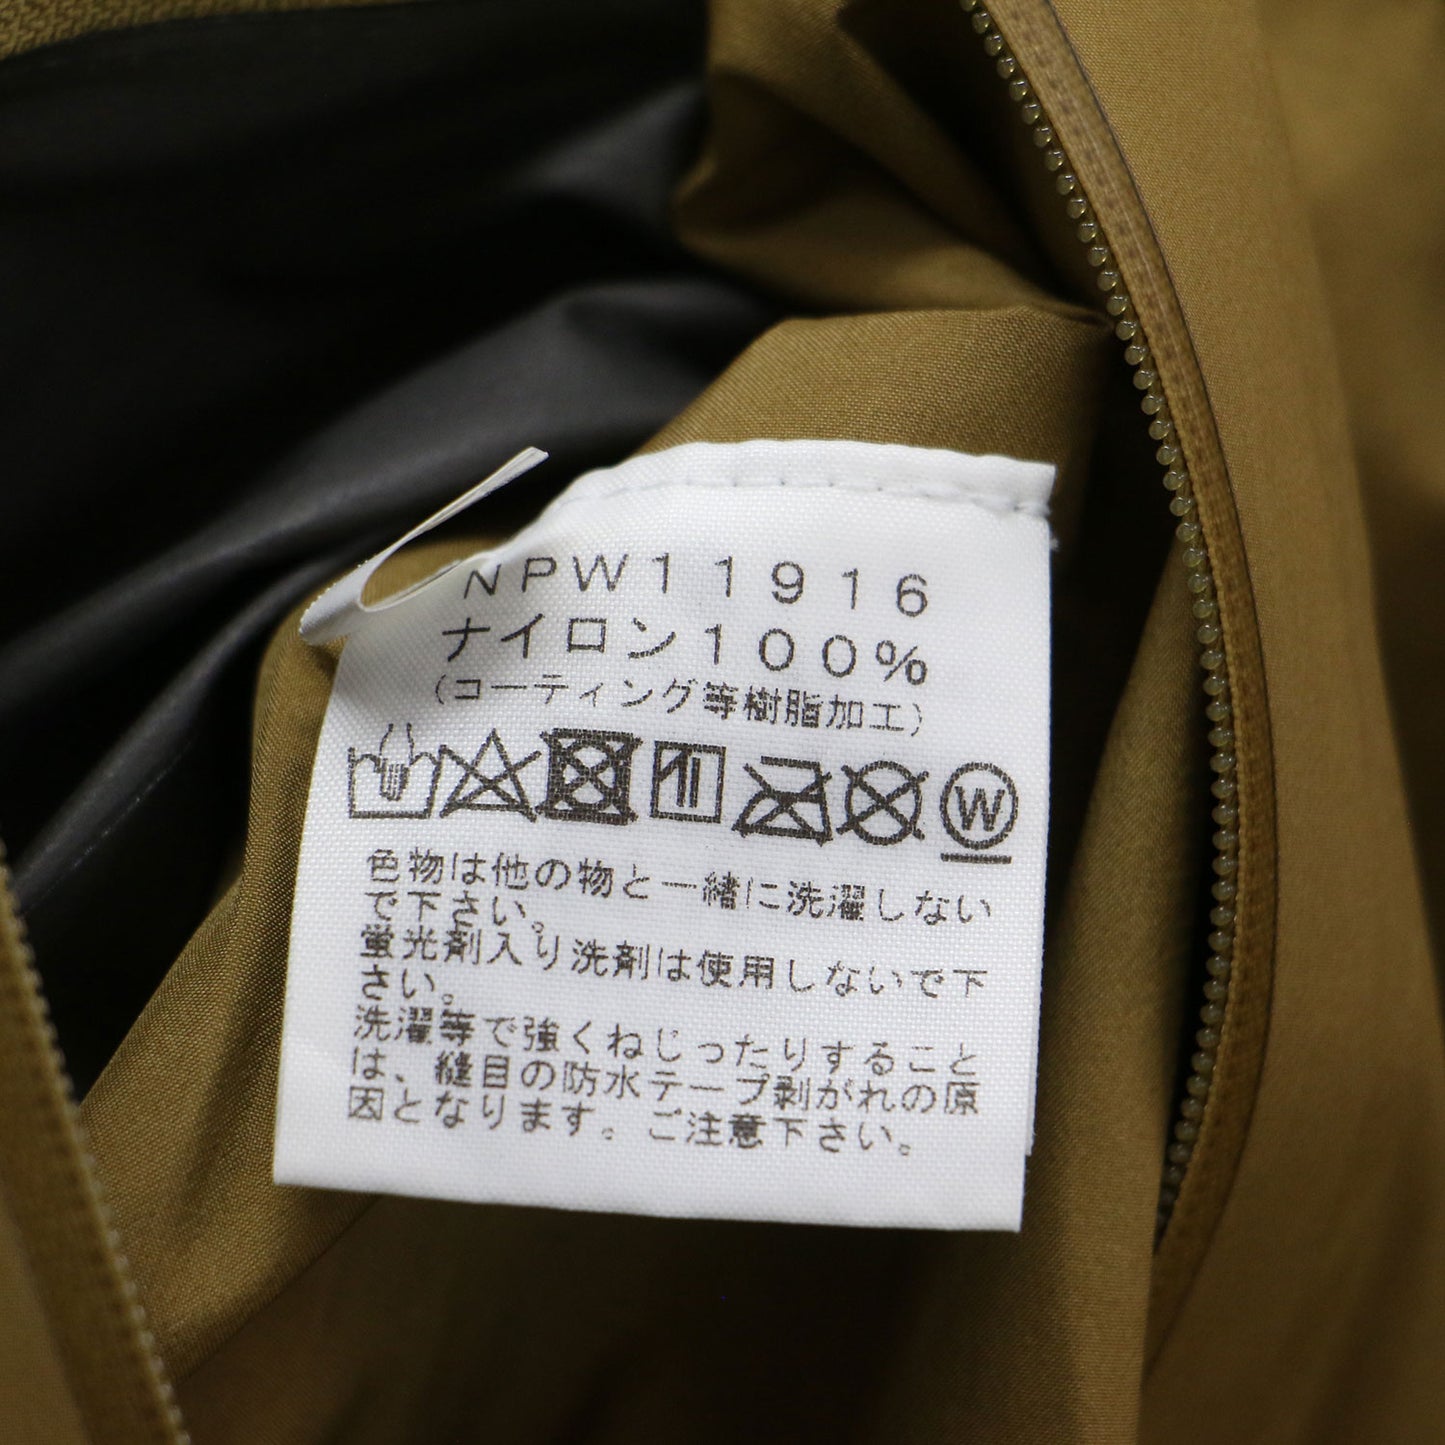 NPW11916
ナイロン100%
(コーティング等樹脂加工)
W
色物は他の物と一緒に洗濯しない
で下さい。
蛍光剤入り洗剤は使用しないで下
さい。
洗濯等で強くねじったりすること
は、縫目の防水テープ剥がれの原
因となります。ご注意下さい。